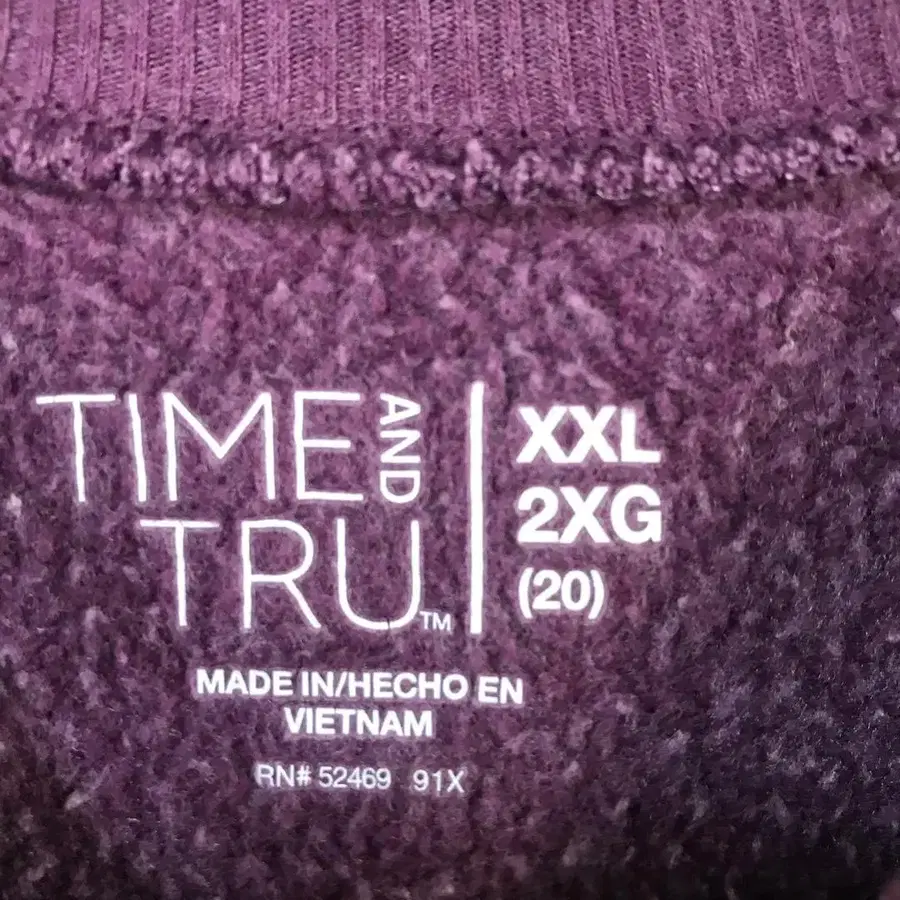 TIME AND
TRU™
XXL
2XG
(20)
MADE IN/HECHO EN
VIETNAM
RN# 52469 91X